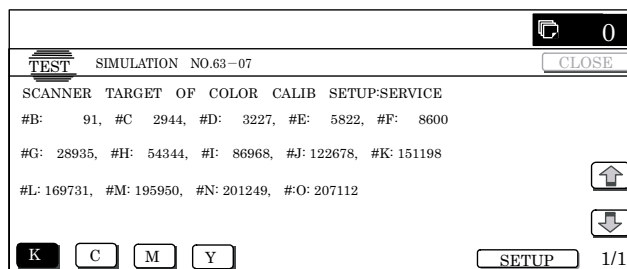 0
TEST SIMULATION NO.63-07 CLOSE
SCANNER TARGET OF COLOR CALIB SETUP:SERVICE
#B: 91, #C 2944, #D: 3227, #E: 5822, #F: 8600
#G: 28935, #H: 54344, #I: 86968, #J: 122678, #K: 151198
#L: 169731, #M: 195950, #N: 201249, #:O: 207112
K C M Y SETUP 1/1